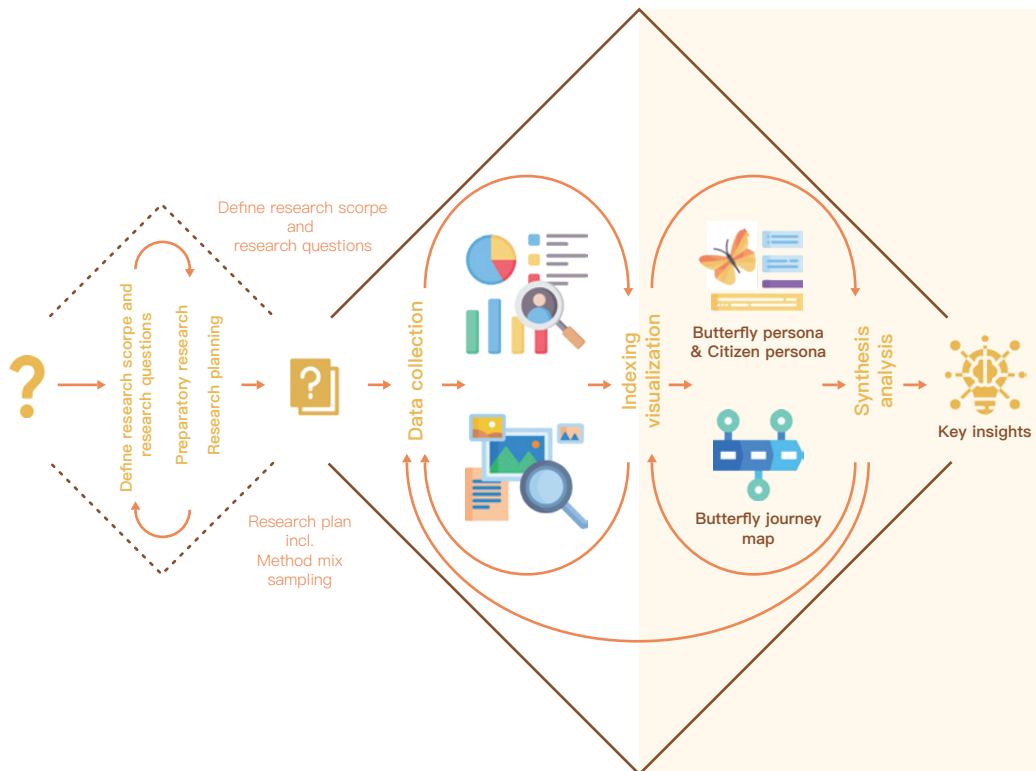 Define research scorpe
and
research questions
Define research scorpe and
research questions
Preparatory research
Research planning
Research plan
incl.
Method mix
sampling
Data collection
Indexing
visualization
Butterfly persona
& Citizen persona
Butterfly journey
map
Synthesis
analysis
Key insights